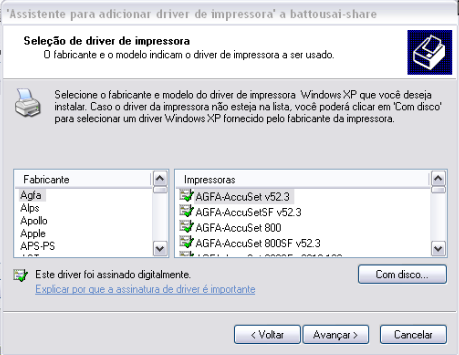 'Assistente para adicionar driver de impressora' a battousai-share
Seleção de driver de impressora
O fabricante e o modelo indicam o driver de impressora a ser usado.
Selecione o fabricante e modelo do driver de impressora Windows XP que você deseja
instalar. Caso o driver da impressora não esteja na lista, você poderá clicar em 'Com disco'
para selecionar um driver Windows XP fornecido pelo fabricante da impressora.
Fabricante
Agfa
Alps
Apollo
Apple
APS-PS
Impressoras
AGFA-AccuSet v52.3
AGFA-AccuSetSF v52.3
AGFA-AccuSet 800
AGFA-AccuSet 800SF v52.3
Este driver foi assinado digitalmente.
Explicar por que a assinatura de driver é importante
Com disco...
< Voltar
Avançar >
Cancelar